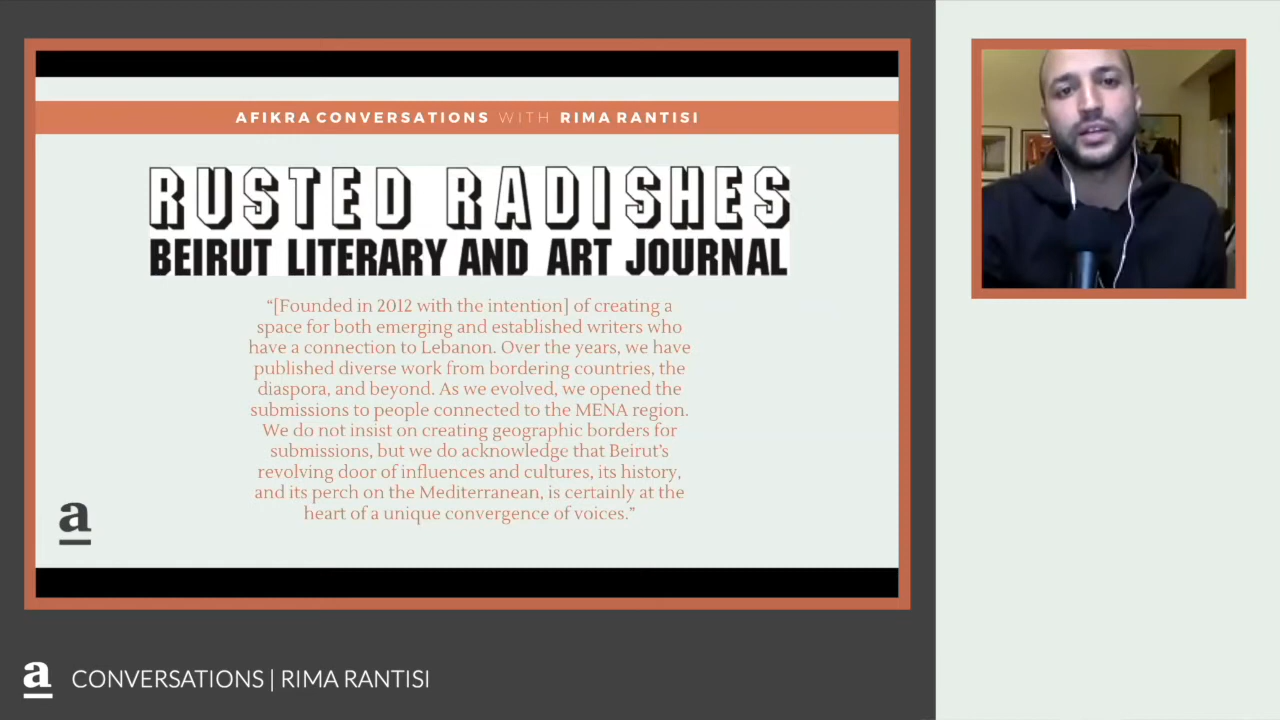 AFIKRA CONVERSATIONS WITH RIMA RANTISI
RUSTED RADISHES
BEIRUT LITERARY AND ART JOURNAL
“[Founded in 2012 with the intention] of creating a
space for both emerging and established writers who
have a connection to Lebanon. Over the years, we have
published diverse work from bordering countries, the
diaspora, and beyond. As we evolved, we opened the
submissions to people connected to the MENA region.
We do not insist on creating geographic borders for
submissions, but we do acknowledge that Beirut’s
revolving door of influences and cultures, its history,
and its perch on the Mediterranean, is certainly at the
heart of a unique convergence of voices.”
a
a CONVERSATIONS | RIMA RANTISI